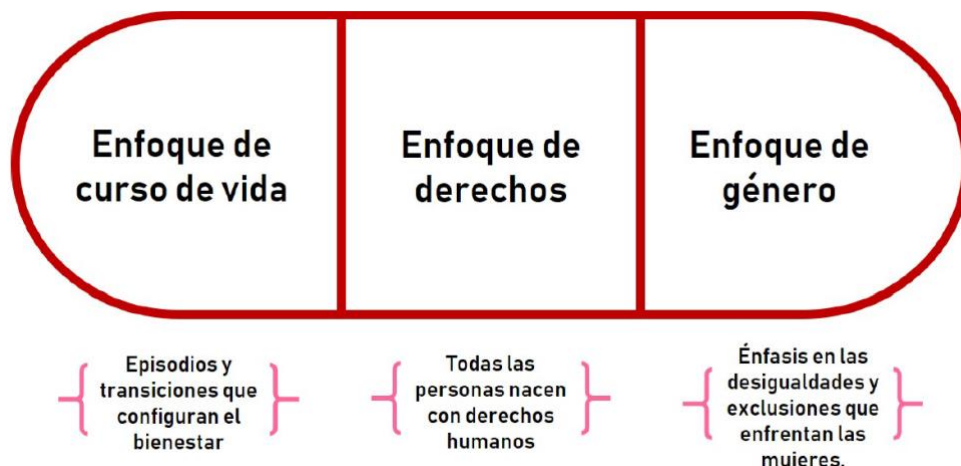 Enfoque de
curso de vida
Enfoque de
derechos
Enfoque de
género
Episodios y
transiciones que
configuran el
bienestar
Todas las
personas nacen
con derechos
humanos
Énfasis en las
desigualdades y
exclusiones que
enfrentan las
mujeres.